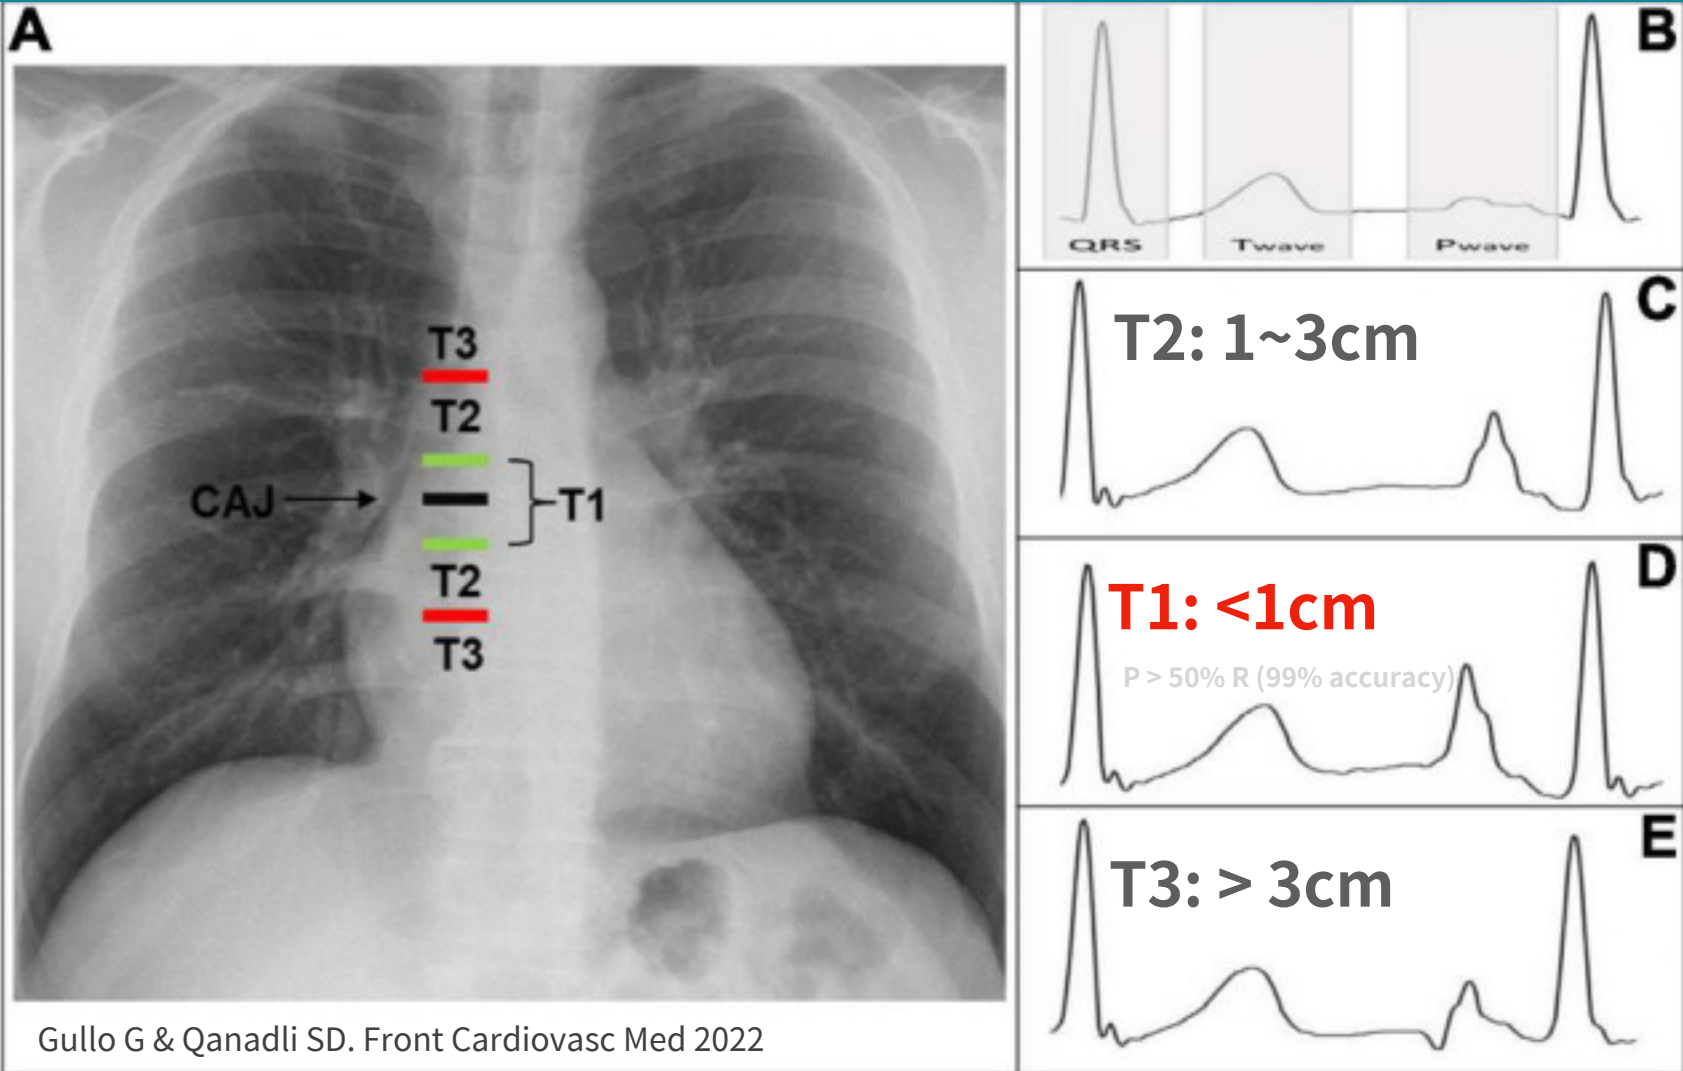 A
T3
T2
CAJ
T1
T2
T3
Gullo G & Qanadli SD. Front Cardiovasc Med 2022
B
QRS
Twave
Pwave
C
T2: 1~3cm
D
T1: <1cm
P > 50% R (99% accuracy)
E
T3: > 3cm